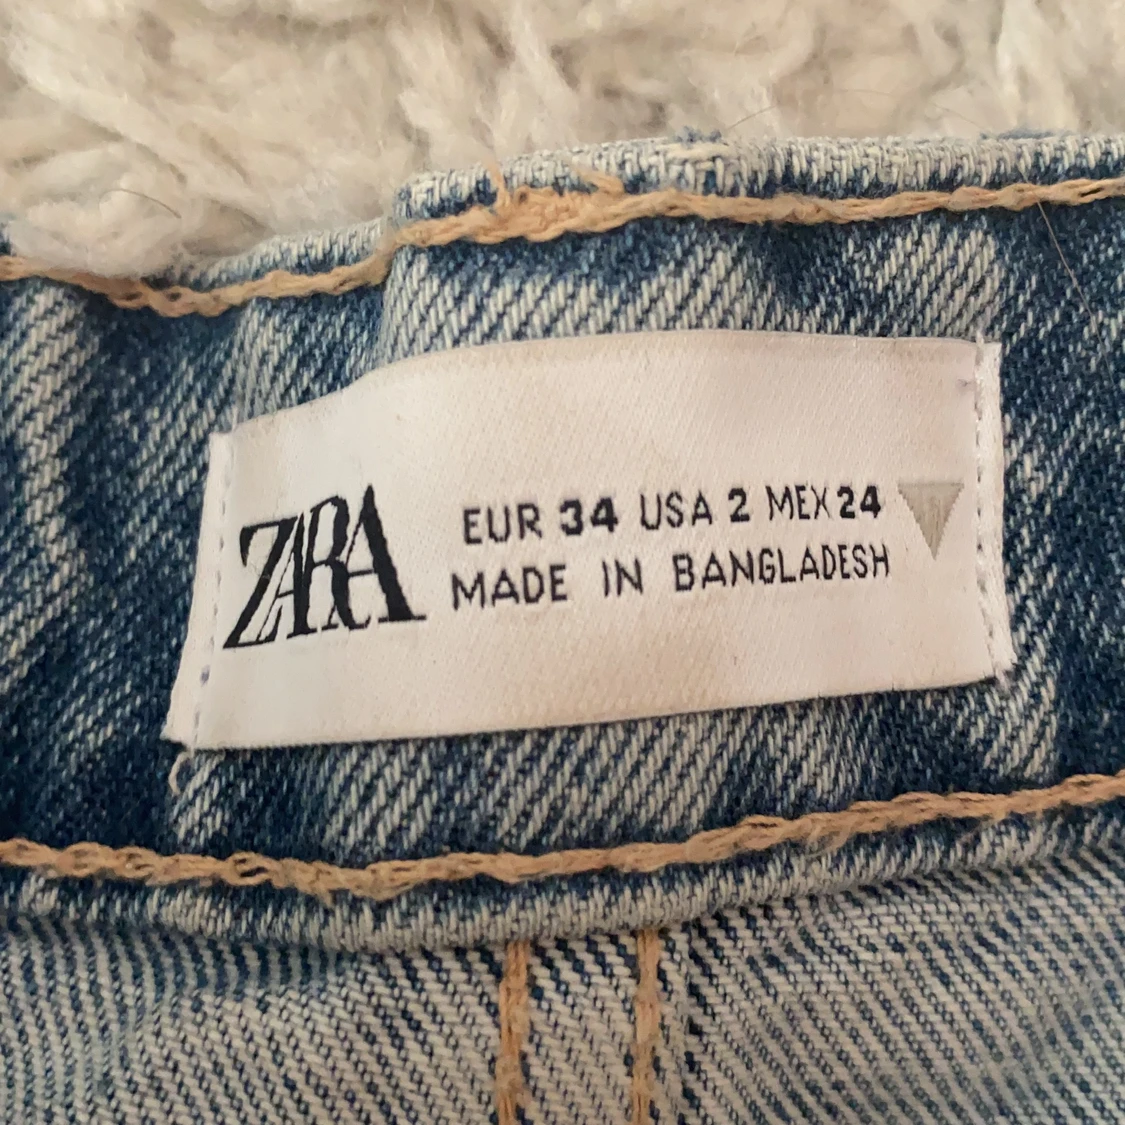 ZARA
EUR 34 USA 2 MEX 24
MADE IN BANGLADESH